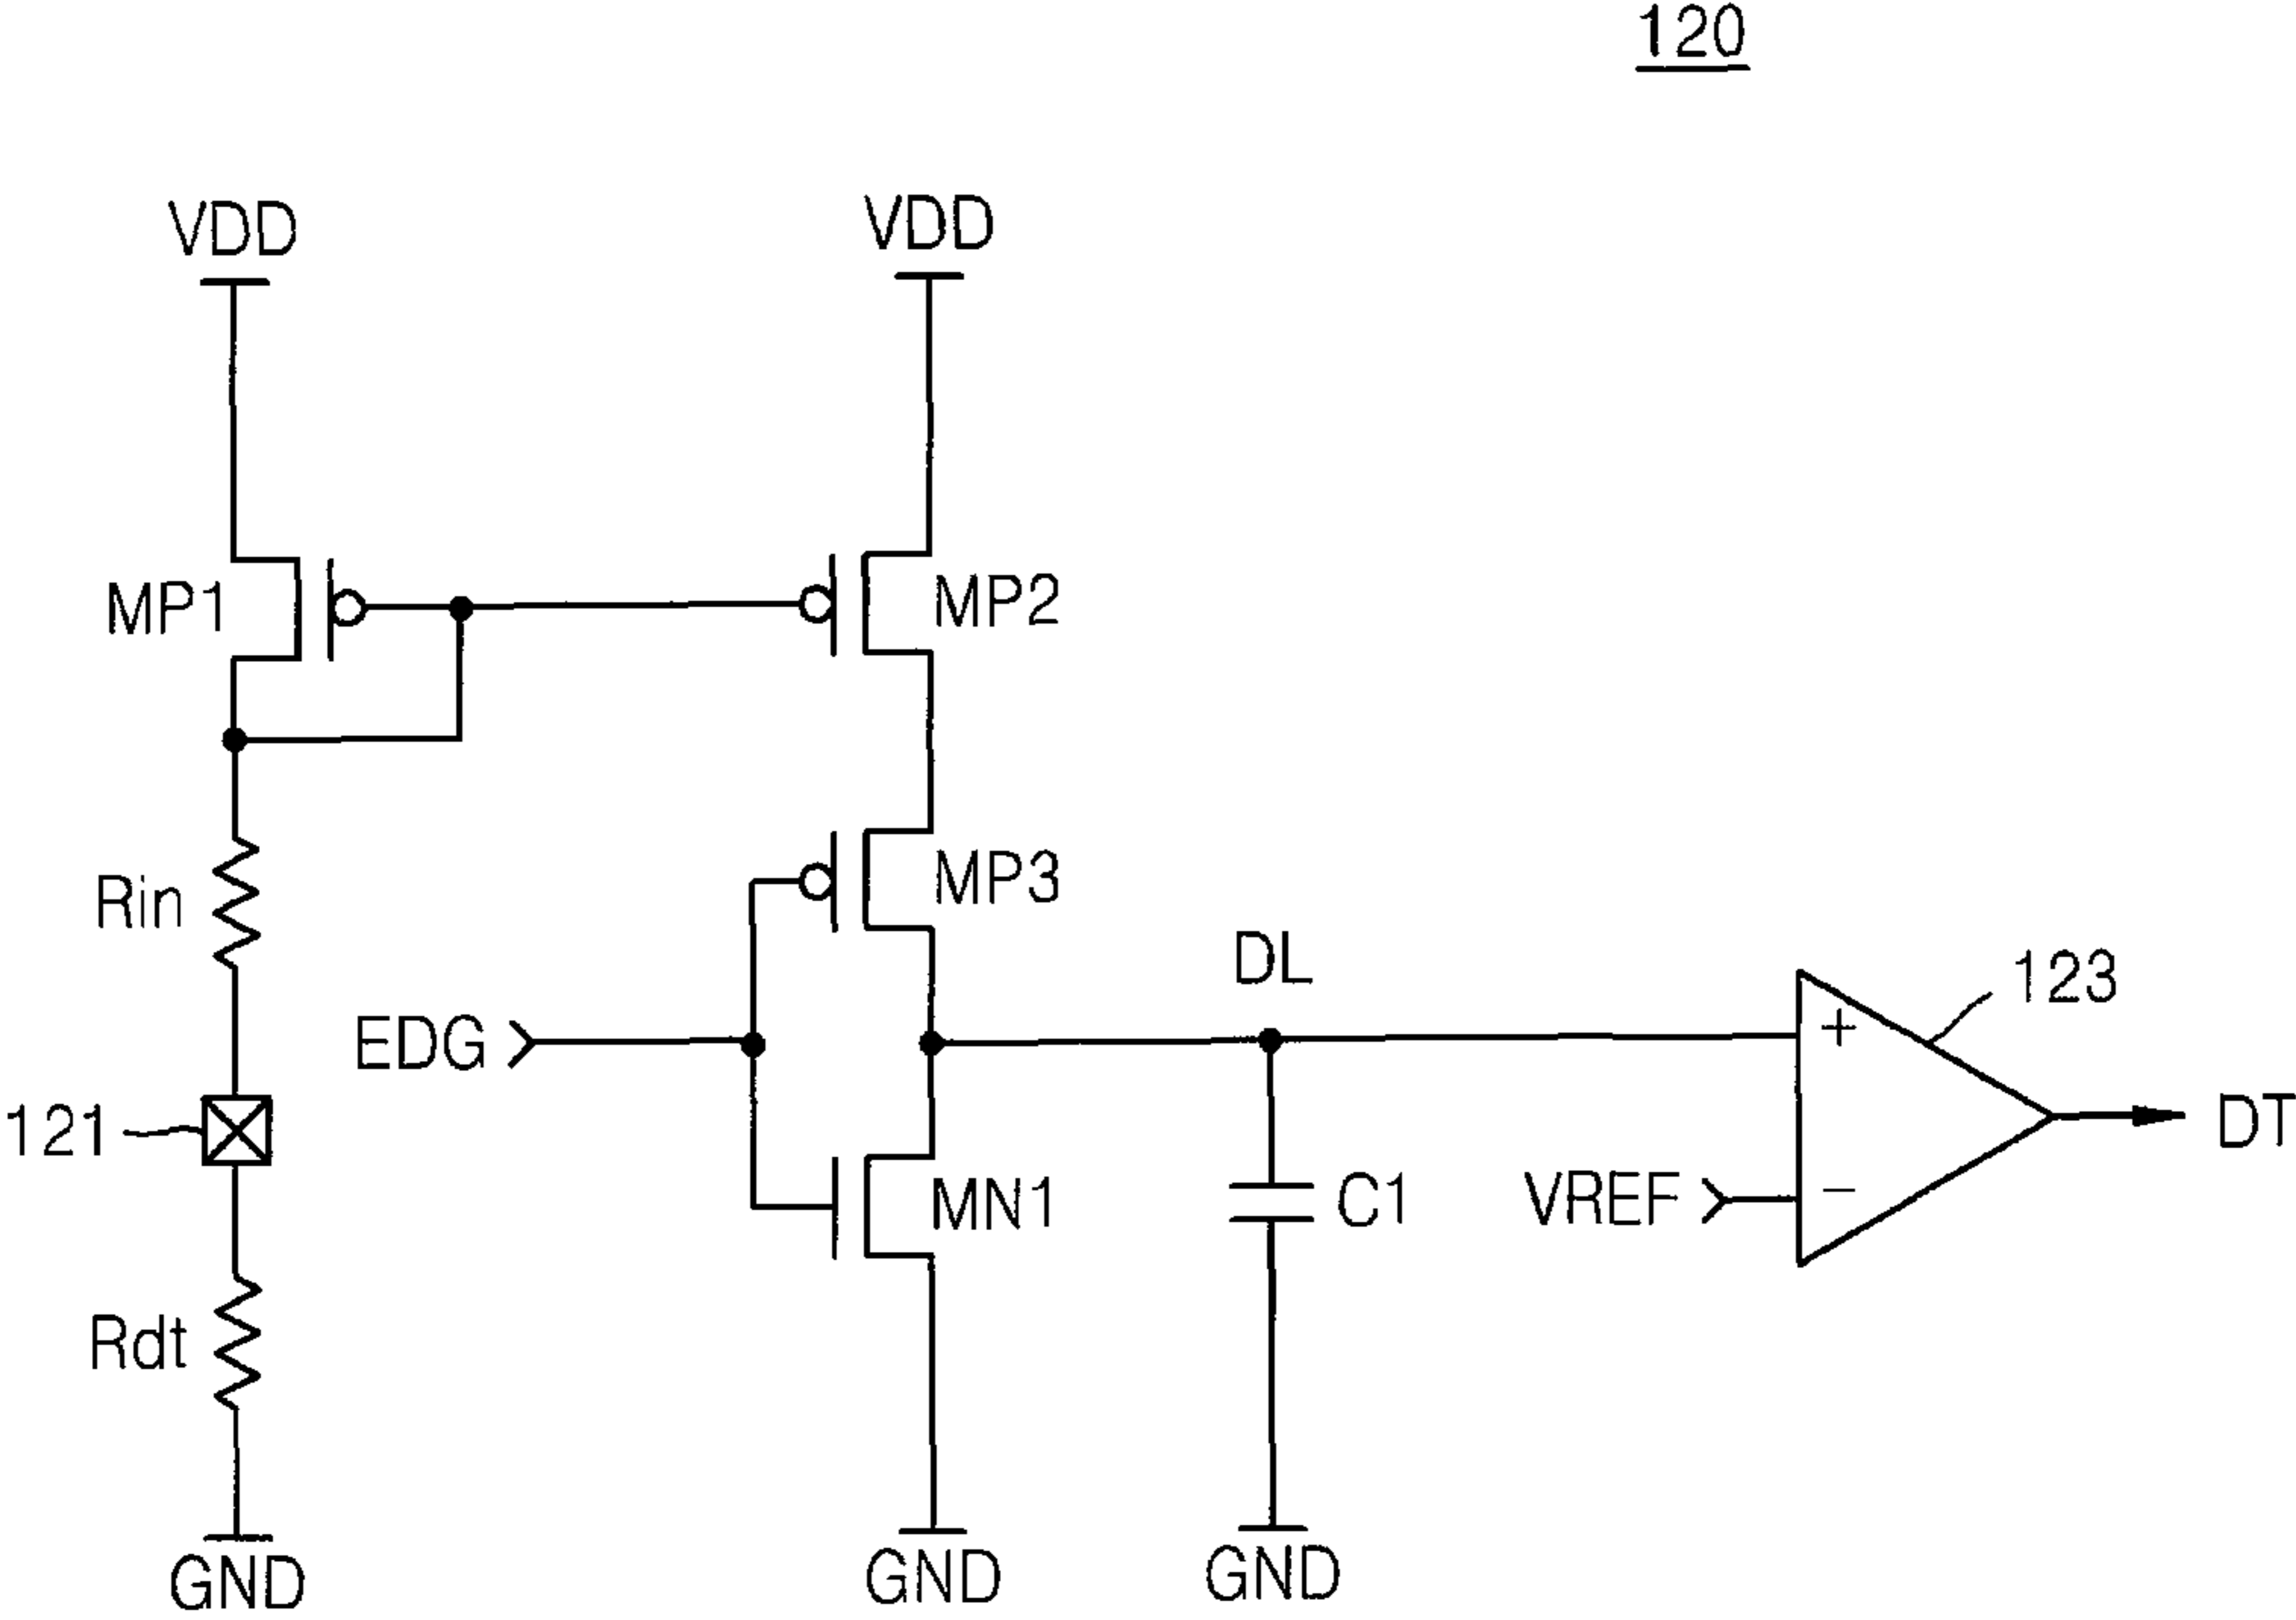 120
VDD
VDD
MP1
MP2
Rin
MP3
DL
123
EDG
+
121
DT
MN1
C1
VREF
−
Rdt
GND
GND
GND